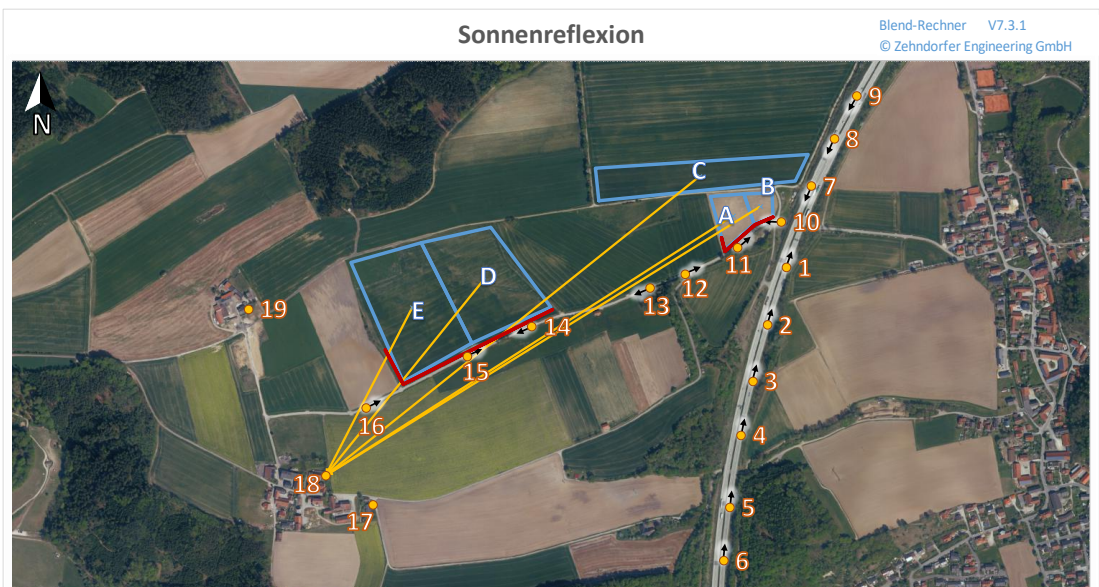 Sonnenreflexion
Blend-Rechner V7.3.1
© Zehndorfer Engineering GmbH
N
9
8
C
7
B
A
10
11
1
D
12
13
E
19
14
2
15
3
16
4
18
17
5
6